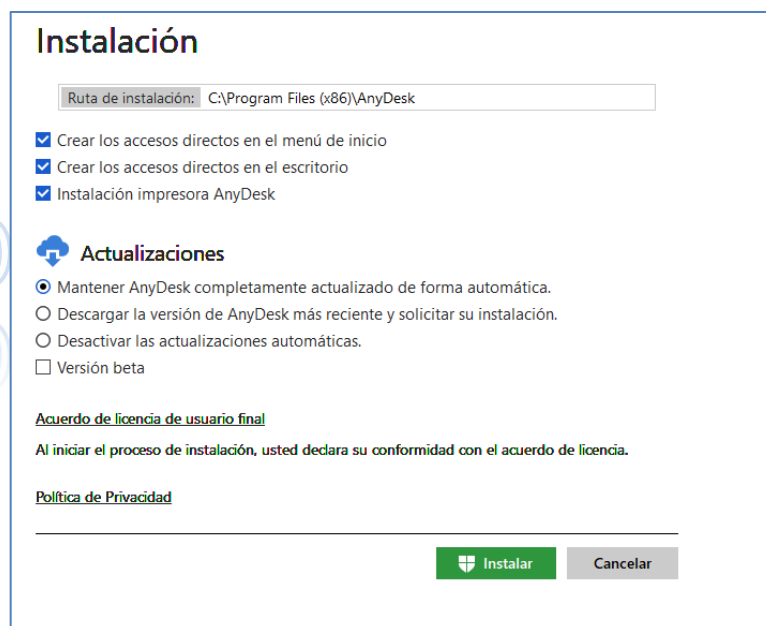 Instalación
Ruta de instalación: C:\Program Files (x86)\AnyDesk
Crear los accesos directos en el menú de inicio
Crear los accesos directos en el escritorio
Instalación impresora AnyDesk
Actualizaciones
Mantener AnyDesk completamente actualizado de forma automática.
Descargar la versión de AnyDesk más reciente y solicitar su instalación.
Desactivar las actualizaciones automáticas.
Versión beta
Acuerdo de licencia de usuario final
Al iniciar el proceso de instalación, usted declara su conformidad con el acuerdo de licencia.
Política de Privacidad
Instalar Cancelar